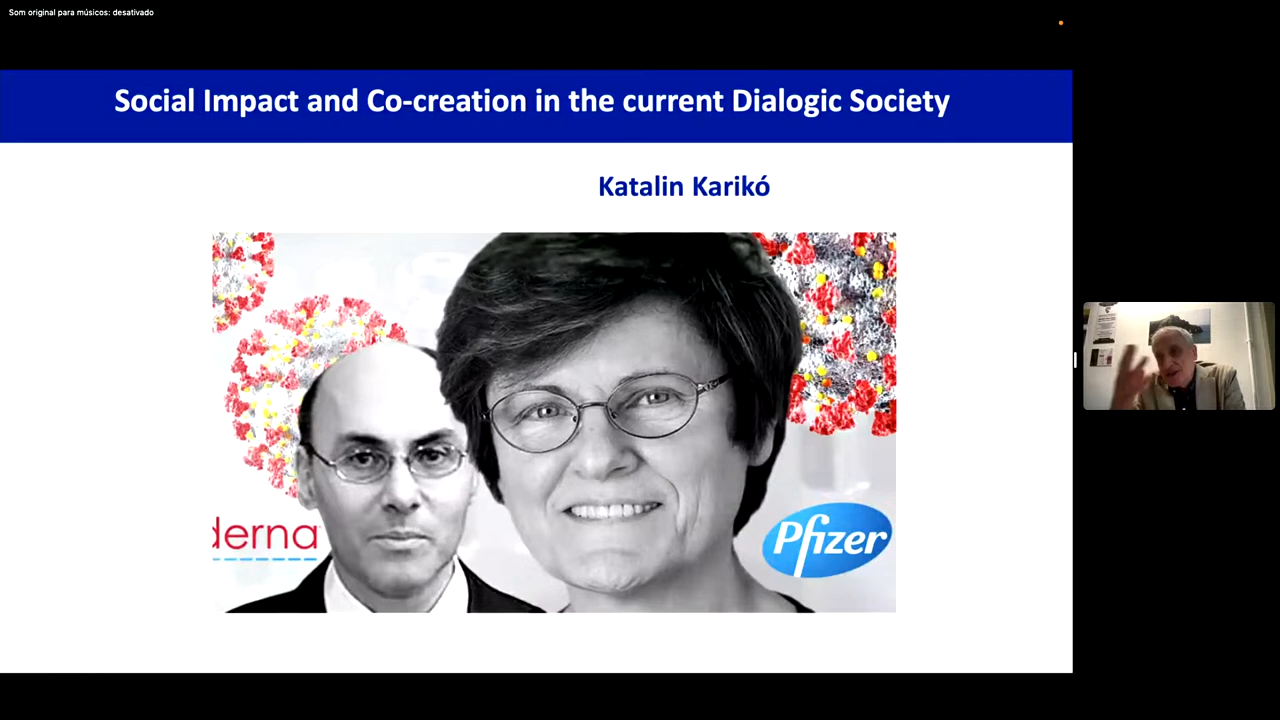 Som original para músicos: desativado
Social Impact and Co-creation in the current Dialogic Society
Katalin Karikó
derna
Pfizer